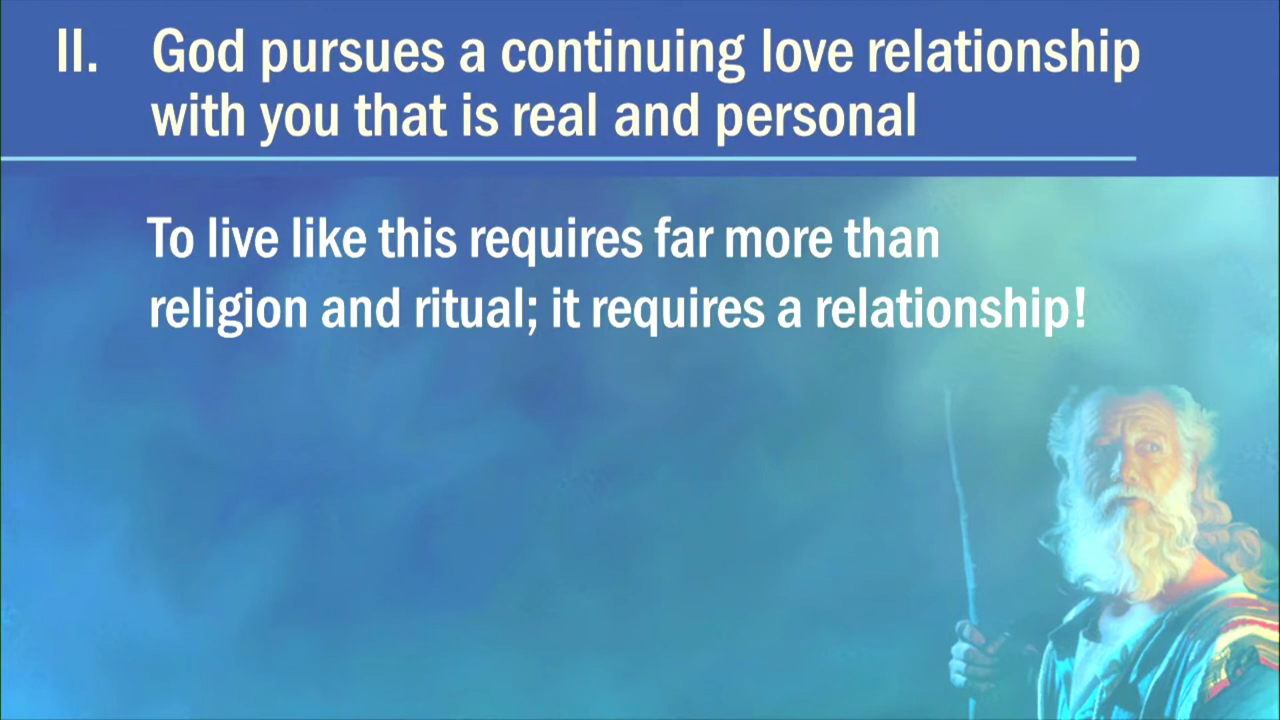 II. God pursues a continuing love relationship
with you that is real and personal
To live like this requires far more than
religion and ritual; it requires a relationship!